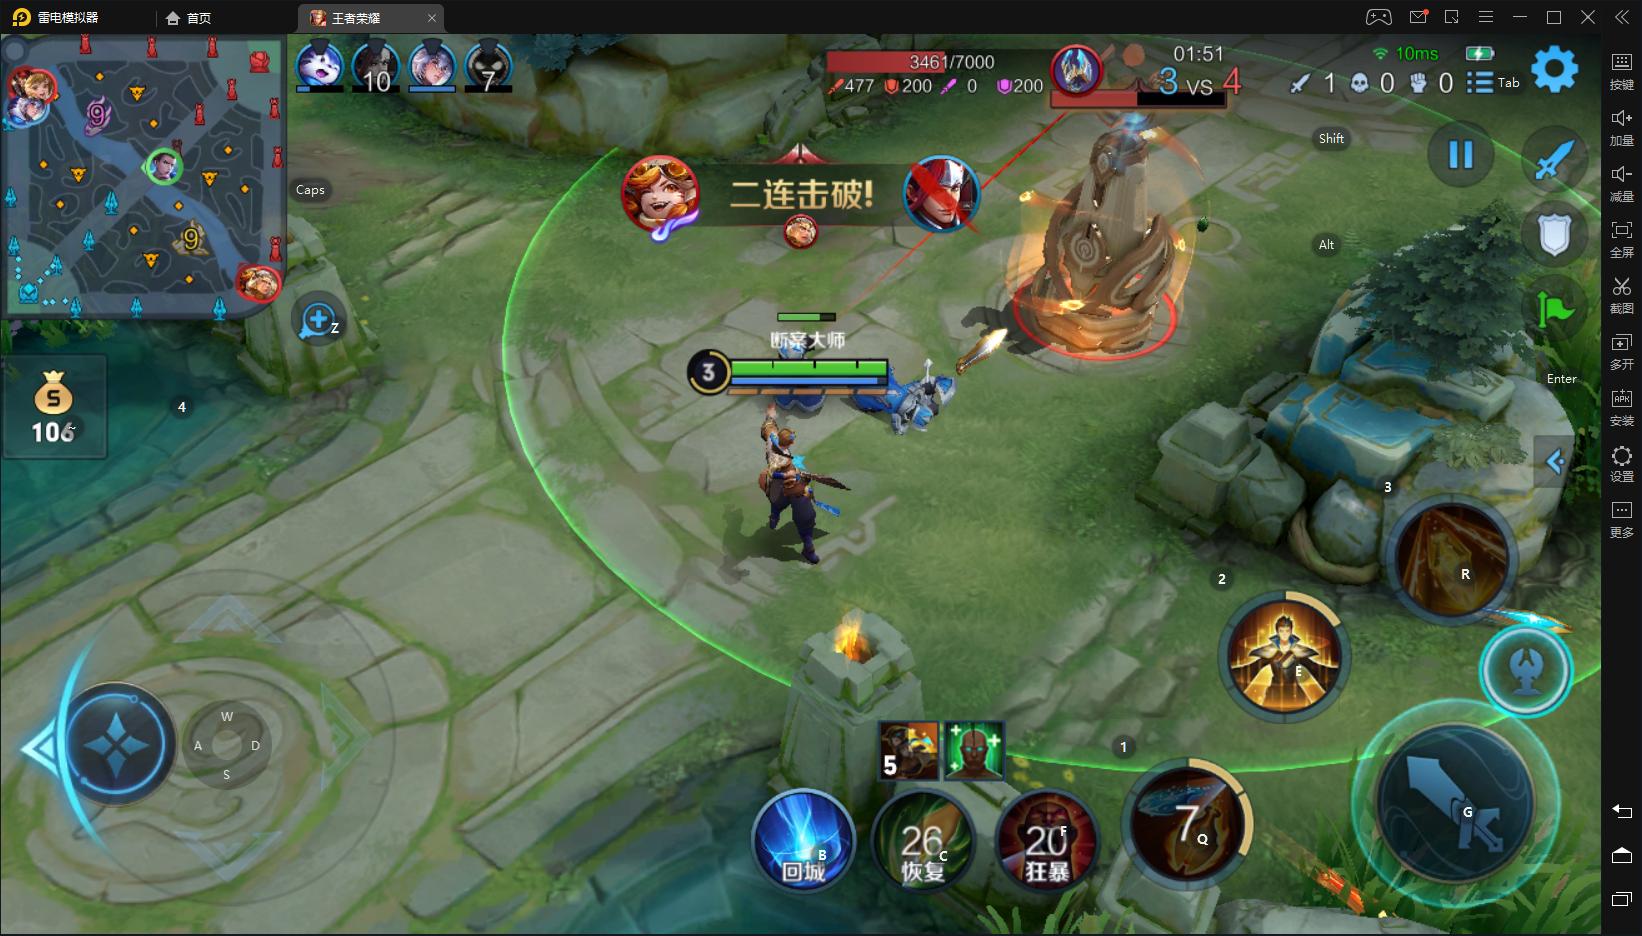 雷电模拟器
首页
王者荣耀
10
7
3461/7000
477
200
0
200
01:51
3 VS 4
10ms
1
0
0
Tab
9
9
Caps
Z
二连击破!
Shift
Alt
Enter
按键
加量
减量
全屏
截图
多开
APK
安装
设置
更多
S
106
4
断案大师
3
3
R
2
E
W
A
D
S
5
1
7
Q
G
B
回城
26
C
恢复
20
F
狂暴